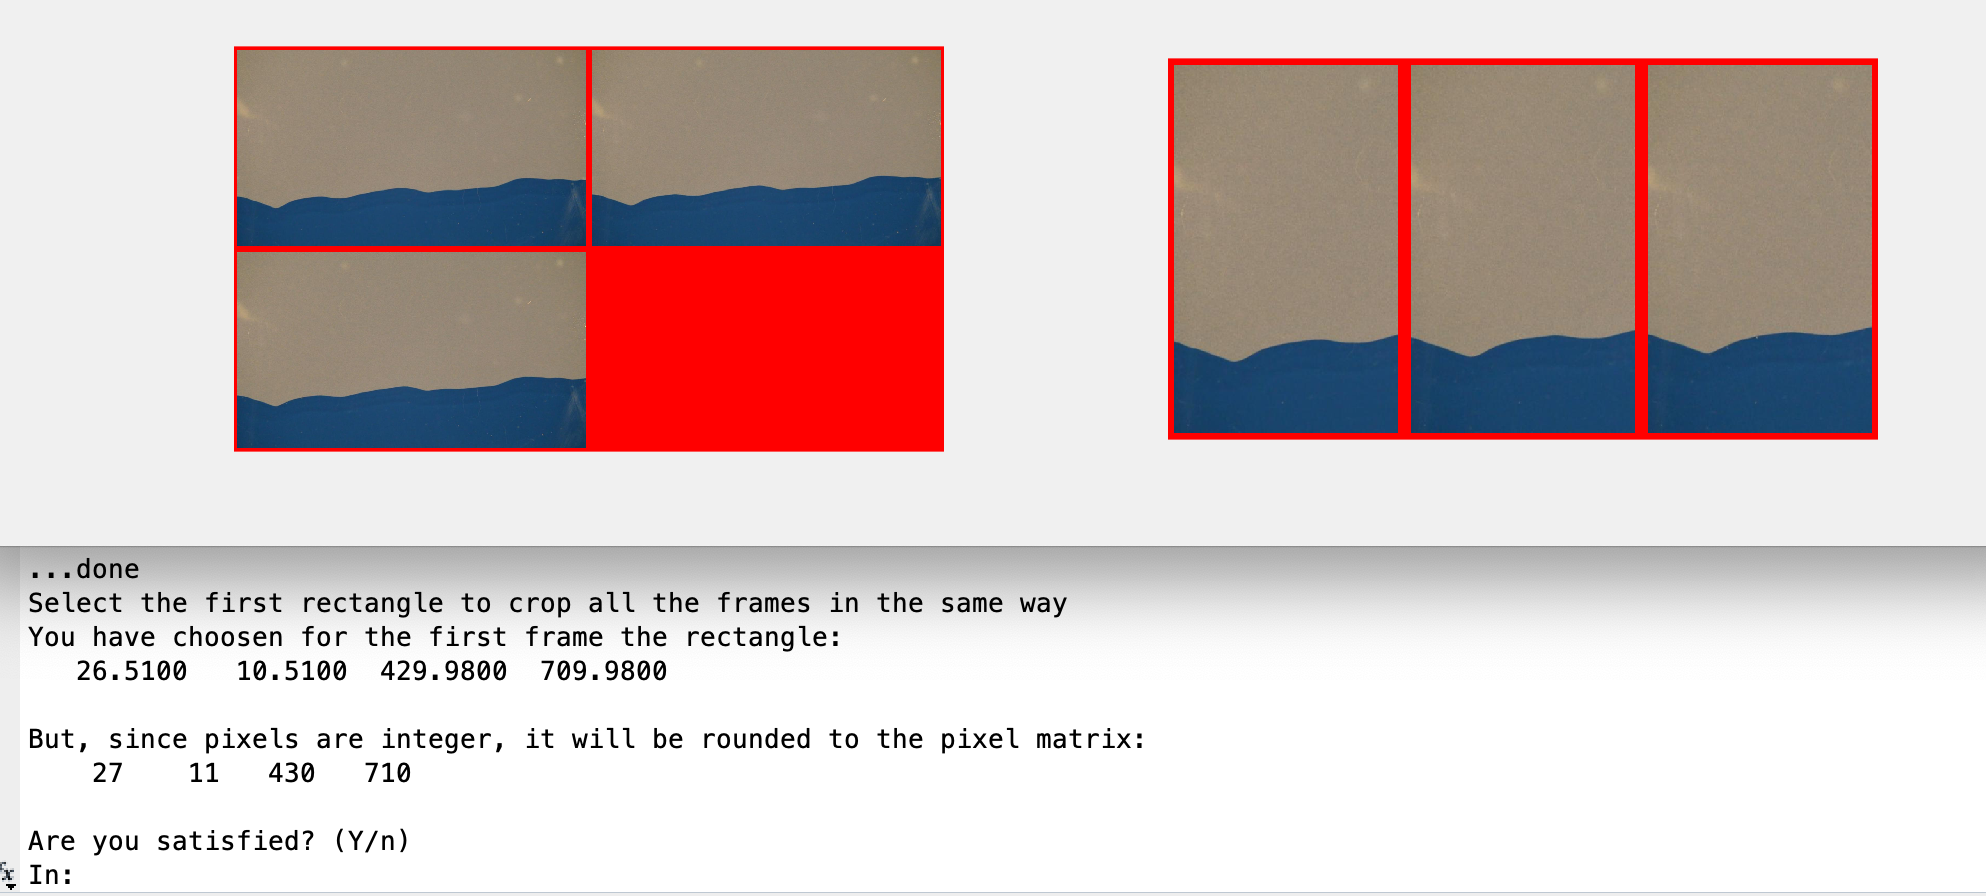 ...done
Select the first rectangle to crop all the frames in the same way
You have choosen for the first frame the rectangle:
26.5100 10.5100 429.9800 709.9800
But, since pixels are integer, it will be rounded to the pixel matrix:
27 11 430 710
Are you satisfied? (Y/n)
In: